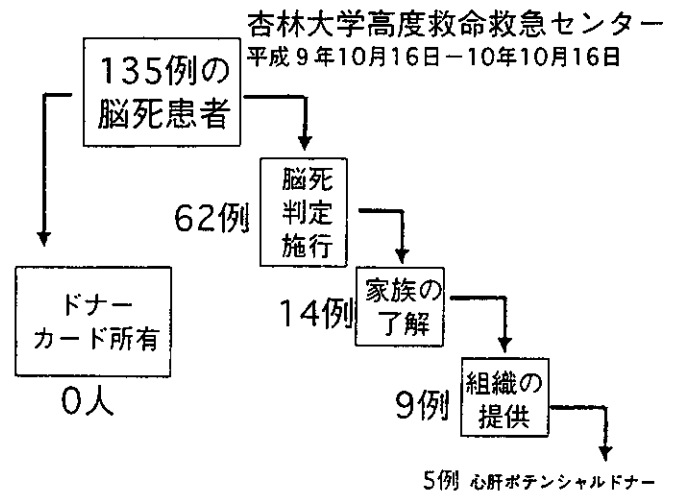 杏林大学高度救命救急センター
平成9年10月16日－10年10月16日
135例の
脳死患者
脳死
判定
施行
62例
ドナー
カード所有
0人
家族の
了解
14例
組織の
提供
9例
5例 心肝ポテンシャルドナー